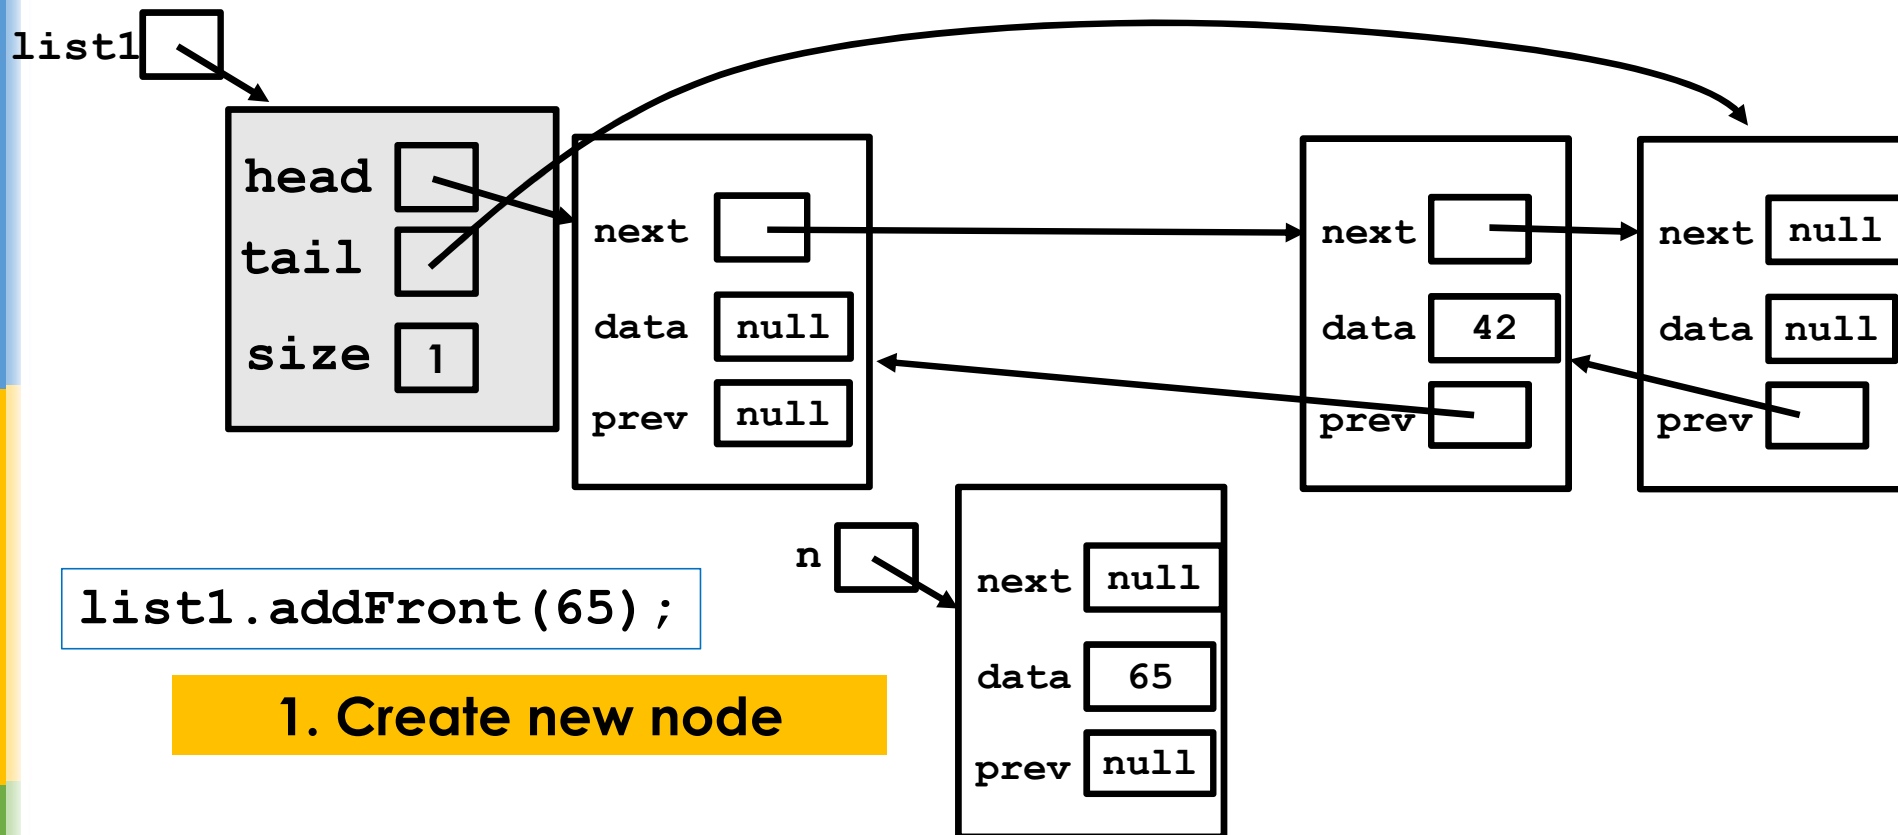 list1
head
tail
size 1
next
data null
prev null
next
data 42
prev
next null
data null
prev
n
next null
data 65
prev null
list1.addFront(65);
1. Create new node